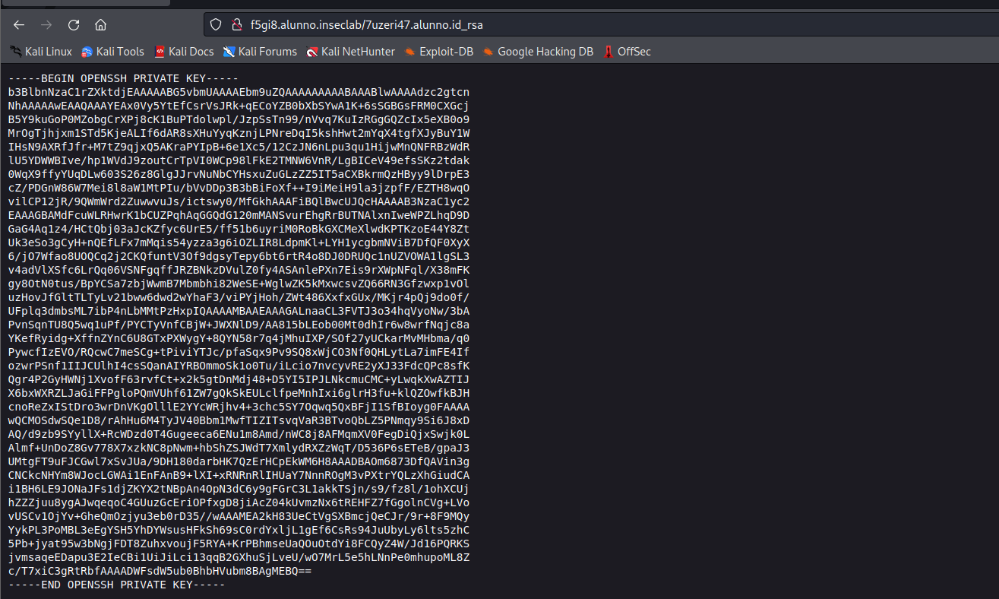 f5gi8.alunno.inseclab/7uzeri47.alunno.id_rsa
Kali Linux Kali Tools Kali Docs Kali Forums Kali NetHunter Exploit-DB Google Hacking DB OffSec
-----BEGIN OPENSSH PRIVATE KEY-----
b3BlbnNzaC1rZXktdjEAAAAABG5vbmUAAAAEbm9uZQAAAAAAAAABAAABlwAAAAdzc2gtcn
NhAAAAAwEAAQAAAYEAx0Vy5YtEfCsrVsJRk+qECoYZB0bXbSYwA1K+6sSGBGsFRM0CXGcj
B5Y9kuGoP0MZobgCrXPj8cK1BuPTdolwpl/JzpSsTn99/nVvq7KuIzRGgGQZcIx5eXB0o9
MrOgTjhjxm1STd5KjeALIf6dAR8sXHuYyqKznjLPNreDqI5kshHwt2mYqX4tgfXJyBuY1W
IHsN9AXRfJfr+M7tZ9qjxQ5AKraPYIpB+6e1Xc5/12CzJN6nLpu3qu1HijwMnQNFRBzWdR
lU5YDWWBIve/hp1WVdJ9zoutCrTpVI0WCp98lFkE2TMNW6VnR/LgBICeV49efsSKz2tdak
0WqX9ffyYUqDLw603S26z8GlgJJrvNuNbCYHsxuZuGLzZZ5IT5aCXBkrmQzHByy9lDrpE3
cZ/PDGnW86W7Mei8l8aW1MtPIu/bVvDDp3B3bBiFoXf++I9iMeiH9la3jzpfF/EZTH8wqO
vilCP12jR/9QWmWrd2ZuwwvuJs/ictswy0/MfGkhAAAFiBQlBwcUJQcHAAAAB3NzaC1yc2
EAAAGBAMdFcuWLRHwrK1bCUZPqhAqGGQdG120mMANSvurEhgRrBUTNAlxnIweWPZLhqD9D
GaG4Aq1z4/HCtQbj03aJcKZfyc6UrE5/ff51b6uyriM0RoBkGXCMeXlwdKPTKzoE44Y8Zt
Uk3eSo3gCyH+nQEfLFx7mMqis54yzza3g6iOZLIR8LdpmKl+LYH1ycgbmNViB7DfQF0XyX
6/jO7Wfao8UOQCq2j2CKQfuntV3Of9dgsyTepy6bt6rtR4o8DJ0DRUQc1nUZVOWA1lgSL3
v4adVlXSfc6LrQq06VSNFgqffJRZBNkzDVulZ0fy4ASAnlePXn7Eis9rXWpNFql/X38mFK
gy8OtN0tus/BpYCSa7zbjWwmB7Mbmbhi82WeSE+WglwZK5kMxwcsvZQ66RN3Gfzwxp1vOl
uzHovJfGltTLTyLv21bww6dwd2wYhaF3/viPYjHoh/ZWt486XxfxGUx/MKjr4pQj9do0f/
UFplq3dmbsML7ibP4nLbMMtPzHxpIQAAAAMBAAEAAAGALnaaCL3FVTJ3o34hqVyoNw/3bA
PvnSqnTU8Q5wq1uPf/PYCTyVnfCBjW+JWXNlD9/AA815bLEob00Mt0dhIr6w8wrfNqjc8a
YKefRyidg+XffnZYnC6U8GTxPXWygY+8QYN58r7q4jMhuIXP/SOf27yUCkarMvMHbma/q0
PywcfIzEVO/RQcwC7meSCg+tPiviYTJc/pfaSqx9Pv9SQ8xWjCO3Nf0QHLytLa7imFE4If
ozwrPSnf1IIJCUlhI4csSQanAIYRBOmmoSk1o0Tu/iLcio7nvcyvRE2yXJ33FdcQPc8sfK
Qgr4P2GyHWNj1XvofF63rvfCt+x2k5gtDnMdj48+D5YI5IPJLNkcmuCMC+yLwqkXwAZTIJ
X6bxWXRZLJaGiFFPgloPQmVUhf61ZW7gQkSkEULclfpeMnhIxi6glrH3fu+klQZOwfkBJH
cnoReZxIStDro3wrDnVKgOlllE2YYcWRjhv4+3chc5SY7Oqwq5QxBFjI1SfBIoyg0FAAAA
wQCMOSdwSQe1D8/rAhHu6M4TyJV40Bbm1MwfTIZITsvqVaR3BTvoQbLZ5PNmqy9Si6J8xD
AQ/d9zb9SYyllX+RcWDzd0T4Gugeeca6ENu1m8Amd/nWC8j8AFMqmXV0FegDiQjxSwjk0L
Almf+UnDoZ8Gv778X7xzkNC8pNwm+hbShZSJWdT7XmlydRXZzWqT/D536P6sETeB/gpaJ3
UMtgFT9uFJCGwl7xSvJUa/9DH180darbHK7QzErHCpEkWM6H8AAADBAOm6873DfQAVin3g
CNCkcNHYm8WJocLGWAi1EnFAnB9+lXI+xRNRnRlIHUaY7NnnROgM3vPXtrYQLzXhGiudCA
i1BH6LE9JONaJFs1djZKYX2tNBpAn4OpN3dC6y9gFGrC3L1akkTSjn/s9/fz8l/1ohXCUj
hZZZjuu8ygAJwqeqoC4GUuzGcEriOPfxgD8jiAcZ04kUvmzNx6tREHFZ7fGgolnCVg+LVo
vUSCv1OjYv+GheQmOzjyu3eb0rD35//wAAAMEA2kH83UeCtVgSXBmcjQeCJr/9r+8F9MQy
YykPL3PoMBL3eEgYSH5YhDYWsusHFkSh69sC0rdYxljL1gEf6CsRs94JuUbyLy6lts5zhC
5Pb+jyat95w3bNgjFDT8ZuhxvoujF5RYA+KrPBhmseUaQOuOtdYi8FCQyZ4W/Jd16PQRKS
jvmsaqeEDapu3E2IeCBi1UiJiLci13qqB2GXhuSjLveU/wO7MrL5e5hLNnPe0mhupoML8Z
c/T7xiC3gRtRbfAAAADWFsdW5ub0BhbHVubm8BAgMEBQ==
-----END OPENSSH PRIVATE KEY-----